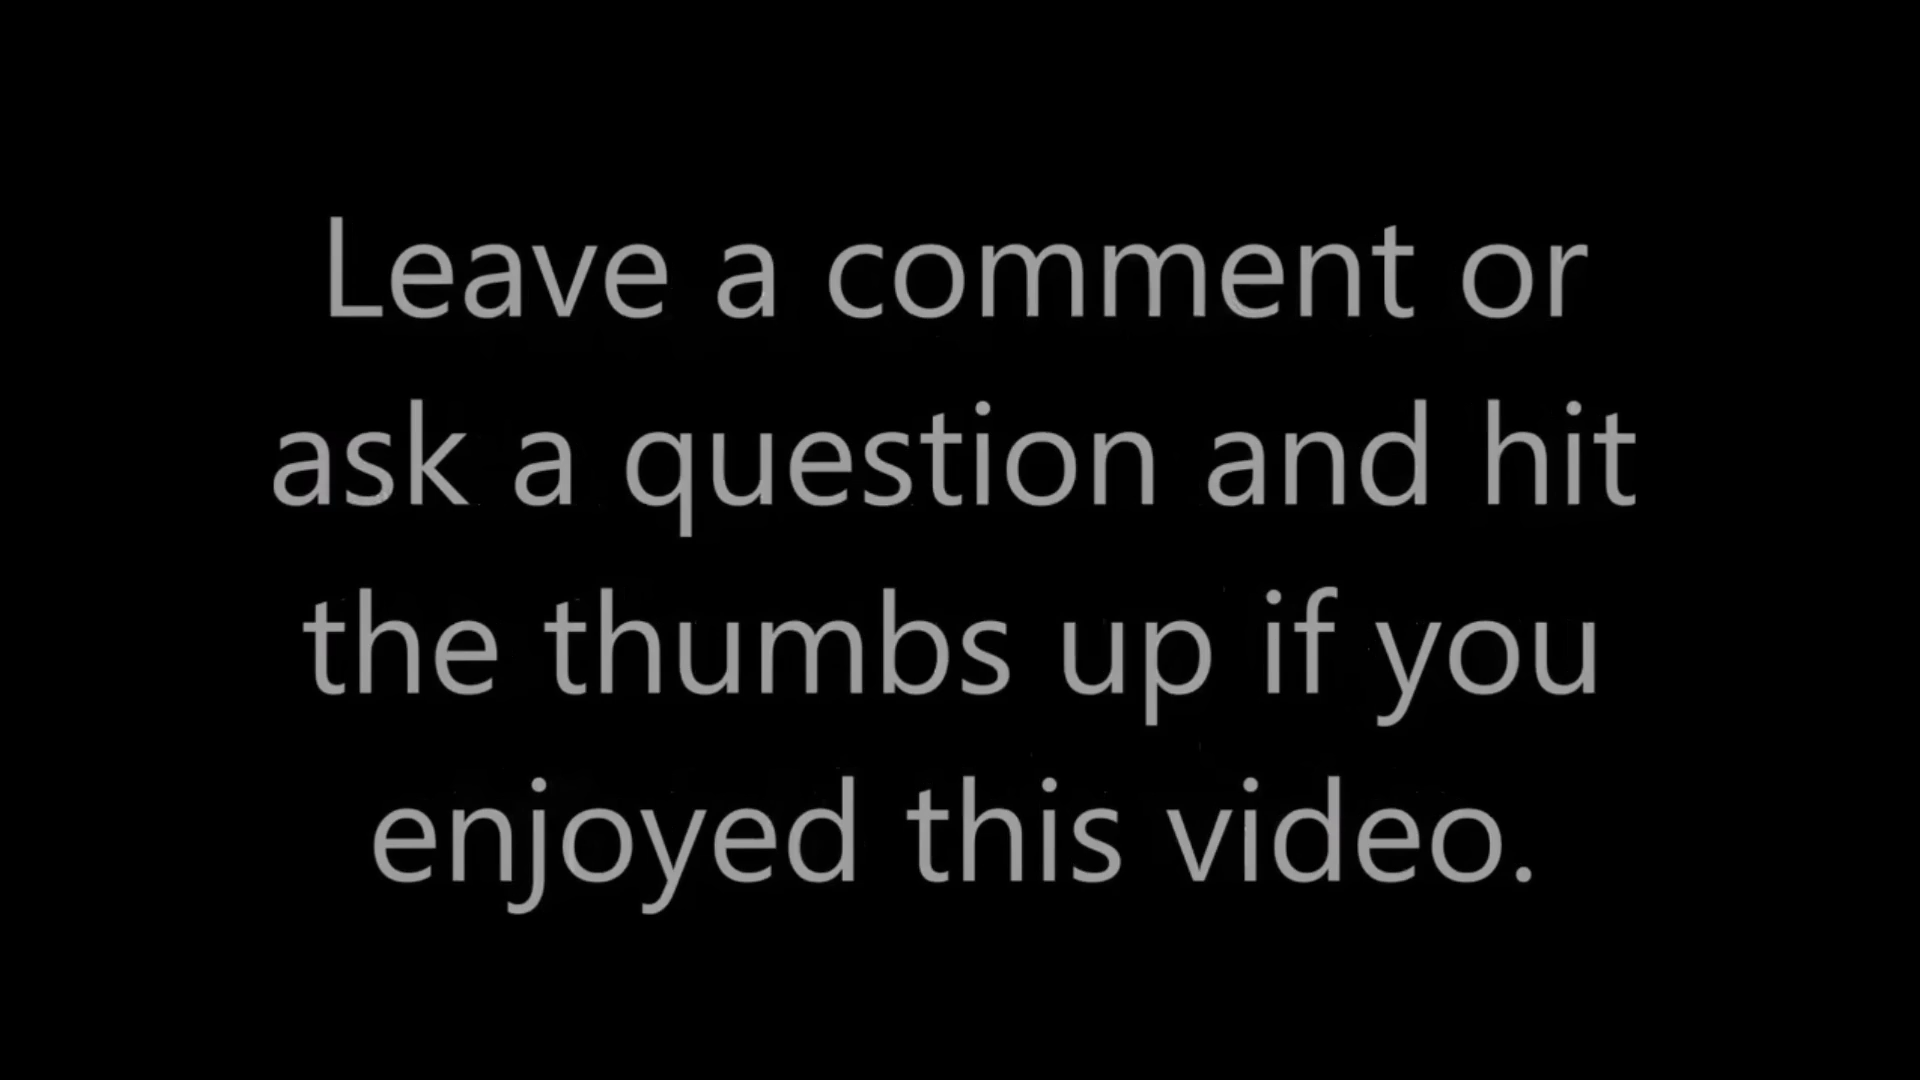 Leave a comment or
ask a question and hit
the thumbs up if you
enjoyed this video.